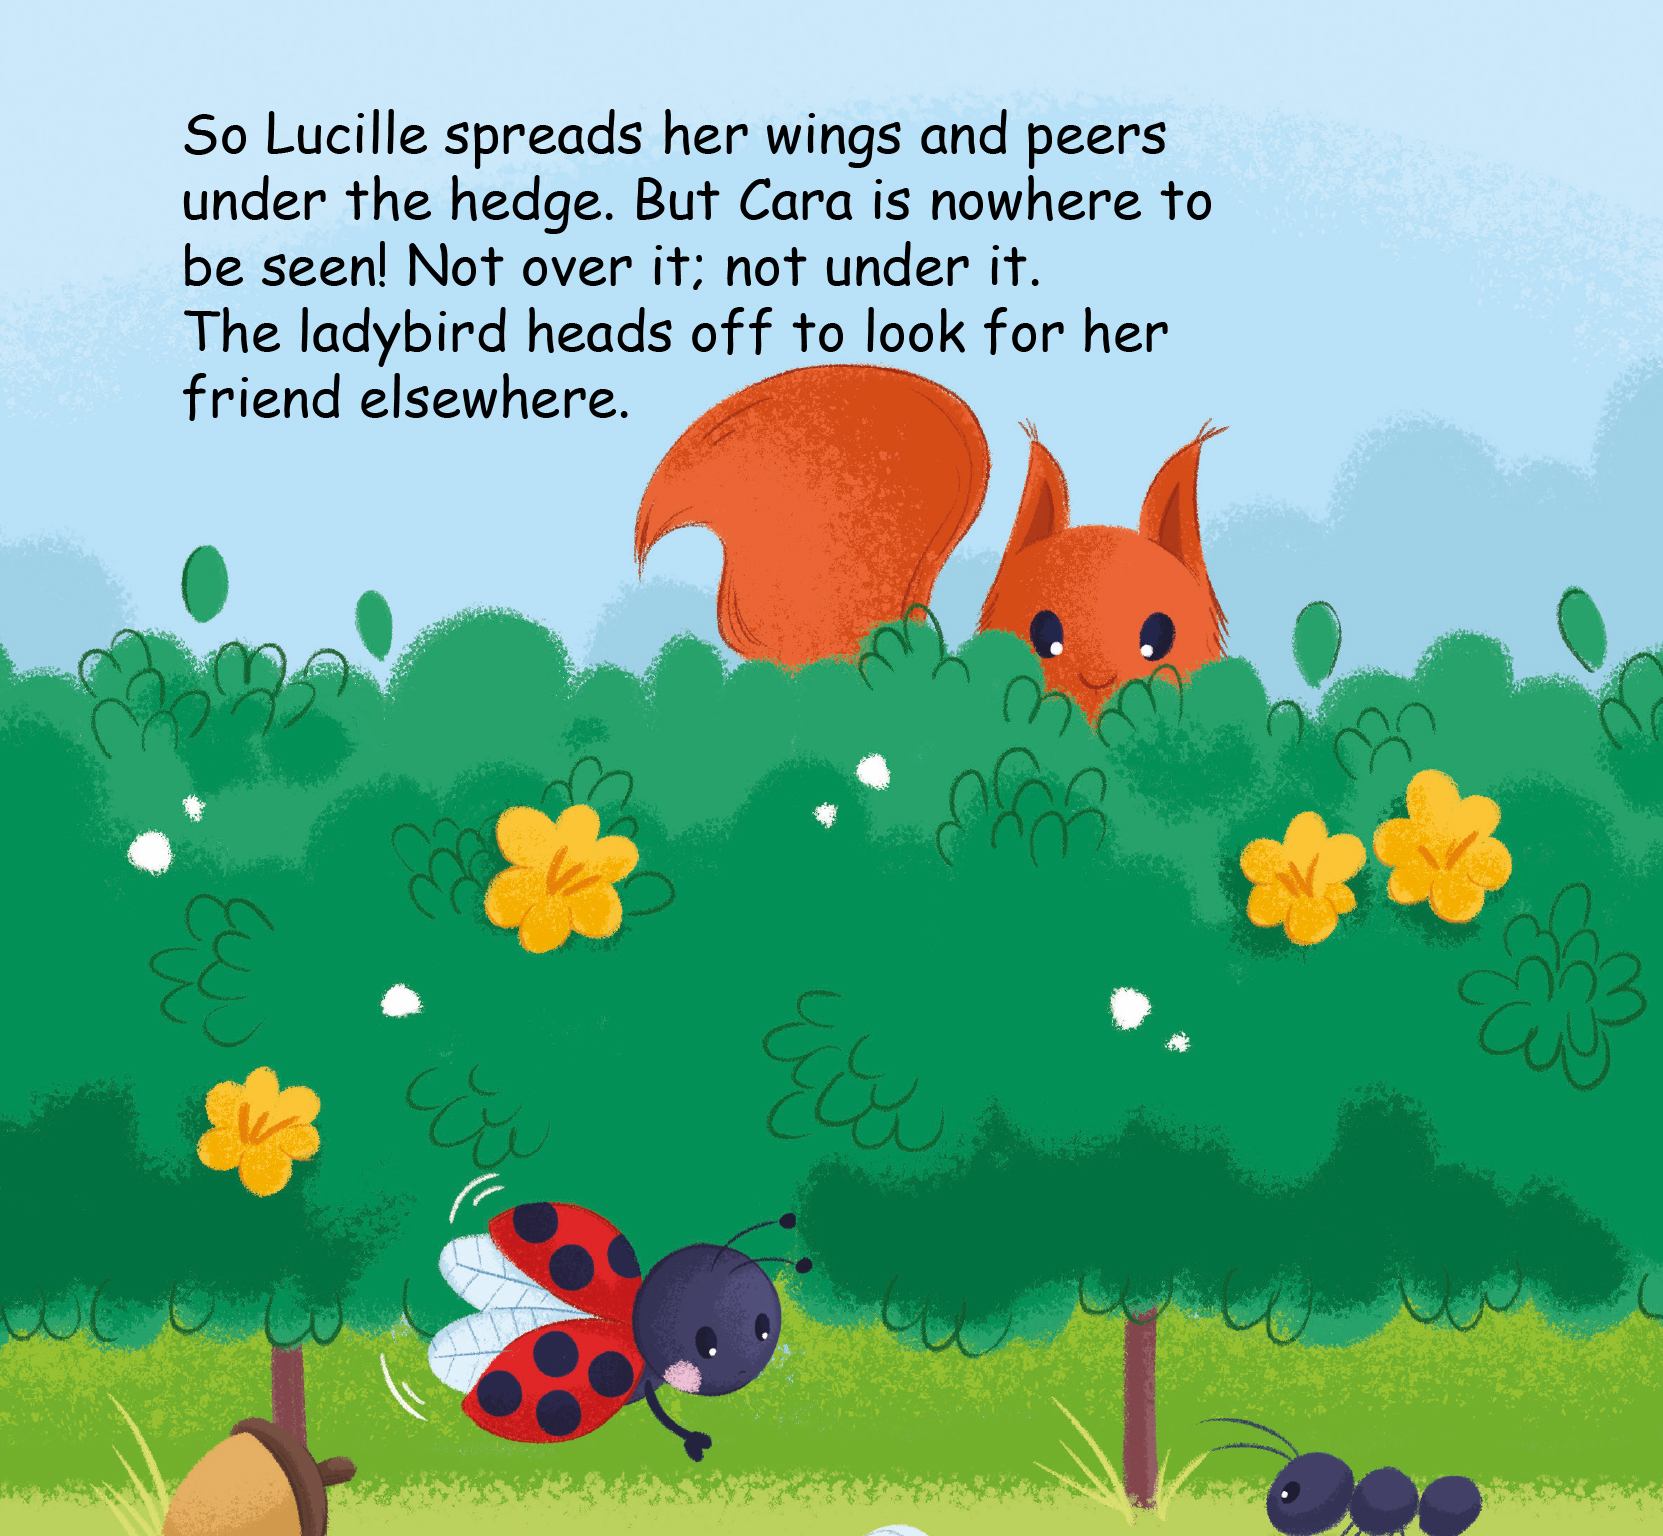 So Lucille spreads her wings and peers
under the hedge. But Cara is nowhere to
be seen! Not over it; not under it.
The ladybird heads off to look for her
friend elsewhere.